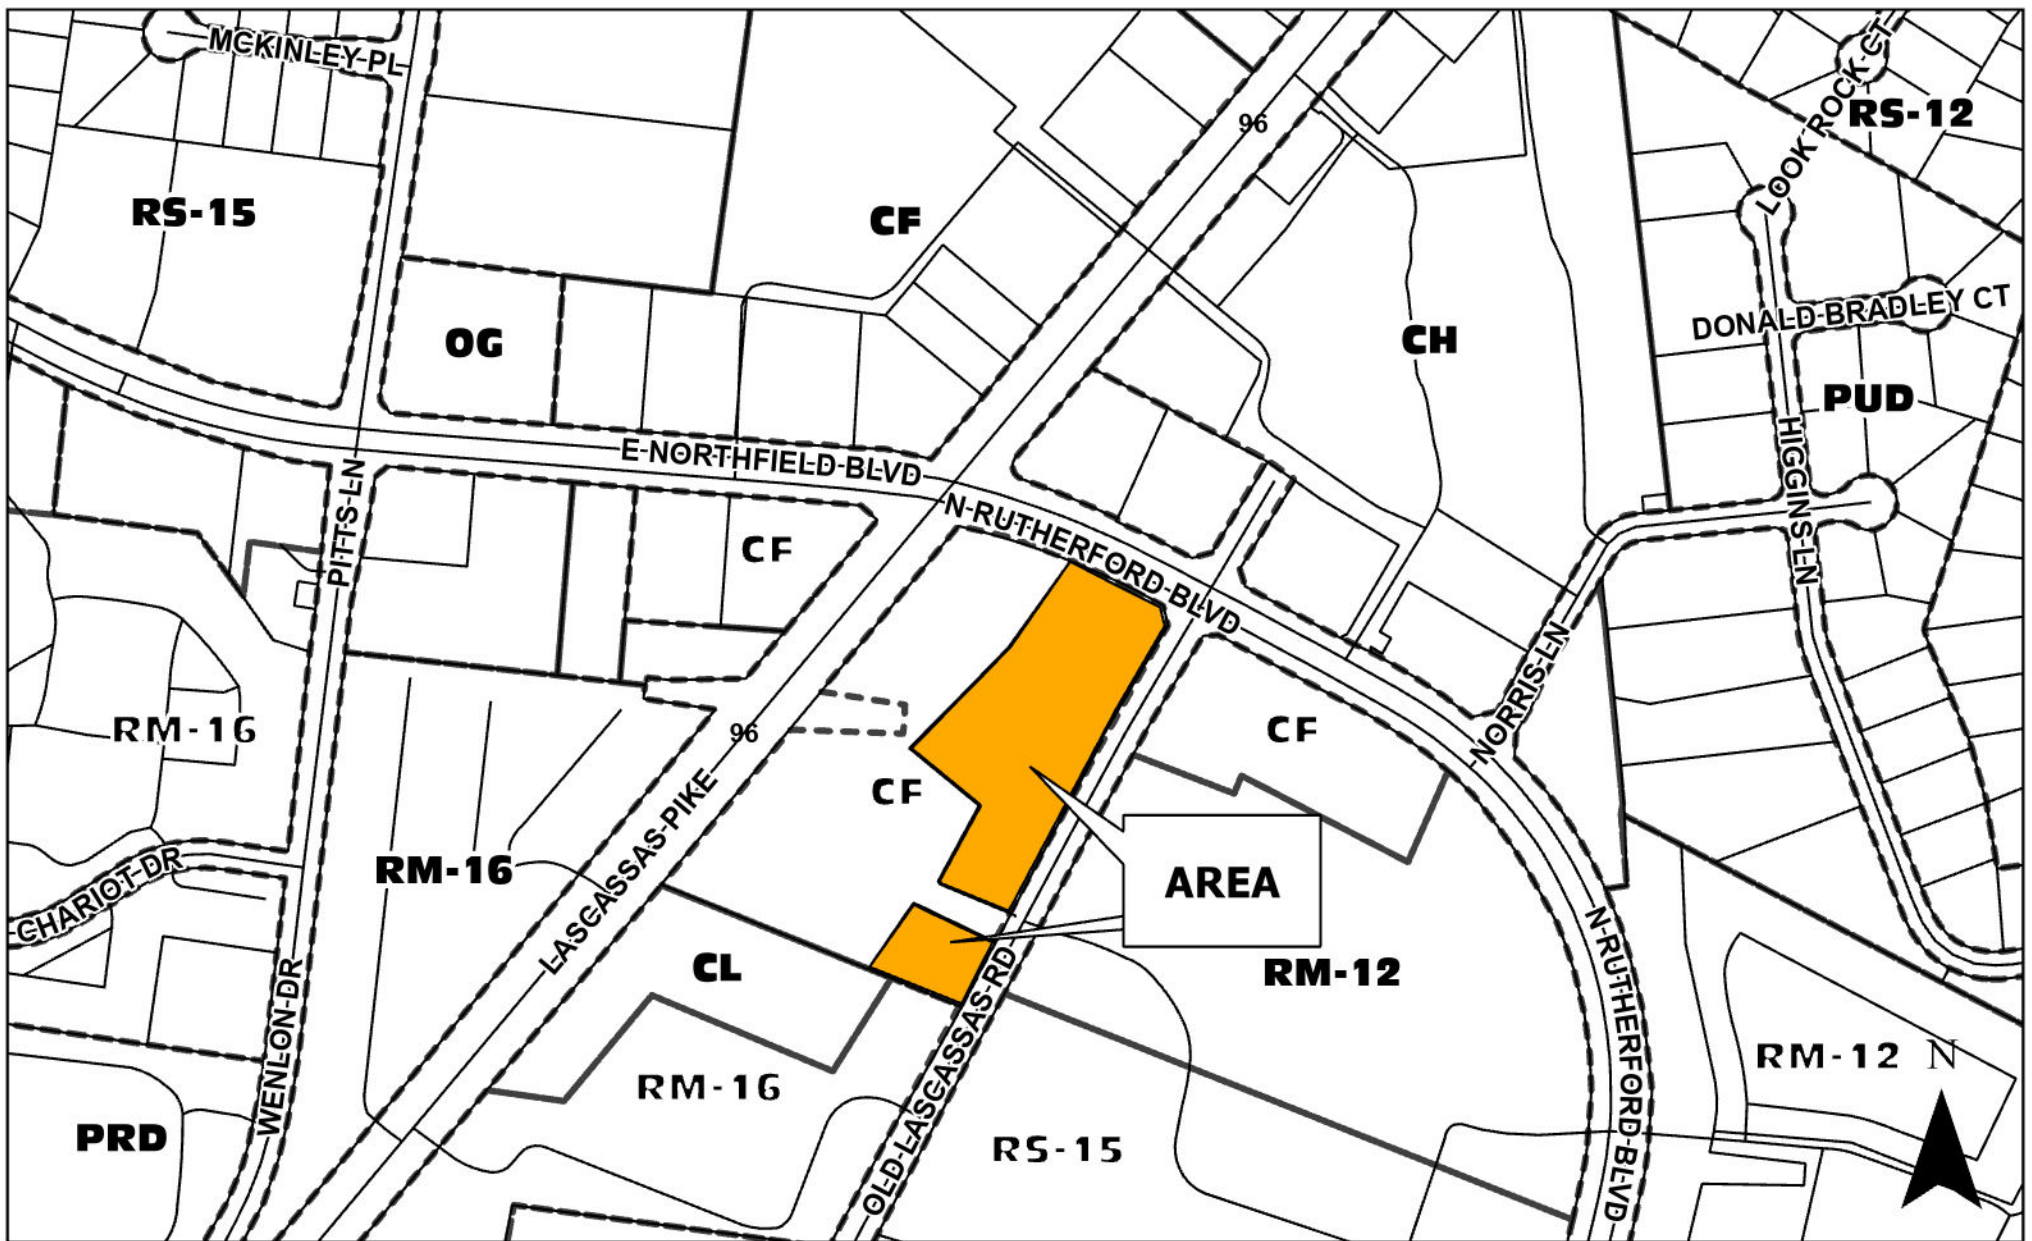 MCKINLEY PL
LOOK ROCK CT
RS-12
96
RS-15
CF
DONALD BRADLEY CT
OG
CH
PUD
E NORTHFIELD BLVD
HIGGINS LN
PITTS LN
CF
N RUTHERFORD BLVD
NORRIS LN
RM-16
96
CF
CF
LASCASSAS PIKE
RM-16
AREA
CHARIOT DR
CL
RM-12
N RUTHERFORD BLVD
WENLON DR
OLD LASCASSAS RD
RM-16
RM-12
N
PRD
RS-15